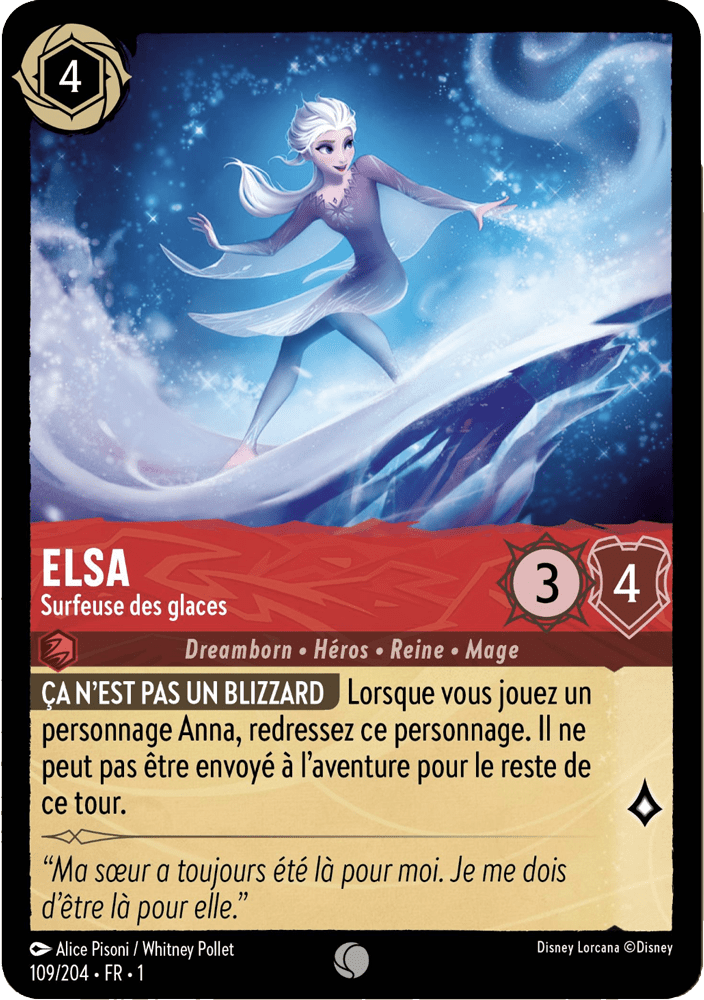 4
ELSA
Surfeuse des glaces
3
4
Dreamborn • Héros • Reine • Mage
ÇA N'EST PAS UN BLIZZARD Lorsque vous jouez un
personnage Anna, redressez ce personnage. Il ne
peut pas être envoyé à l'aventure pour le reste de
ce tour.
“Ma sœur a toujours été là pour moi. Je me dois
d'être là pour elle.”
Alice Pisoni / Whitney Pollet
Disney Lorcana ©Disney
109/204 • FR • 1